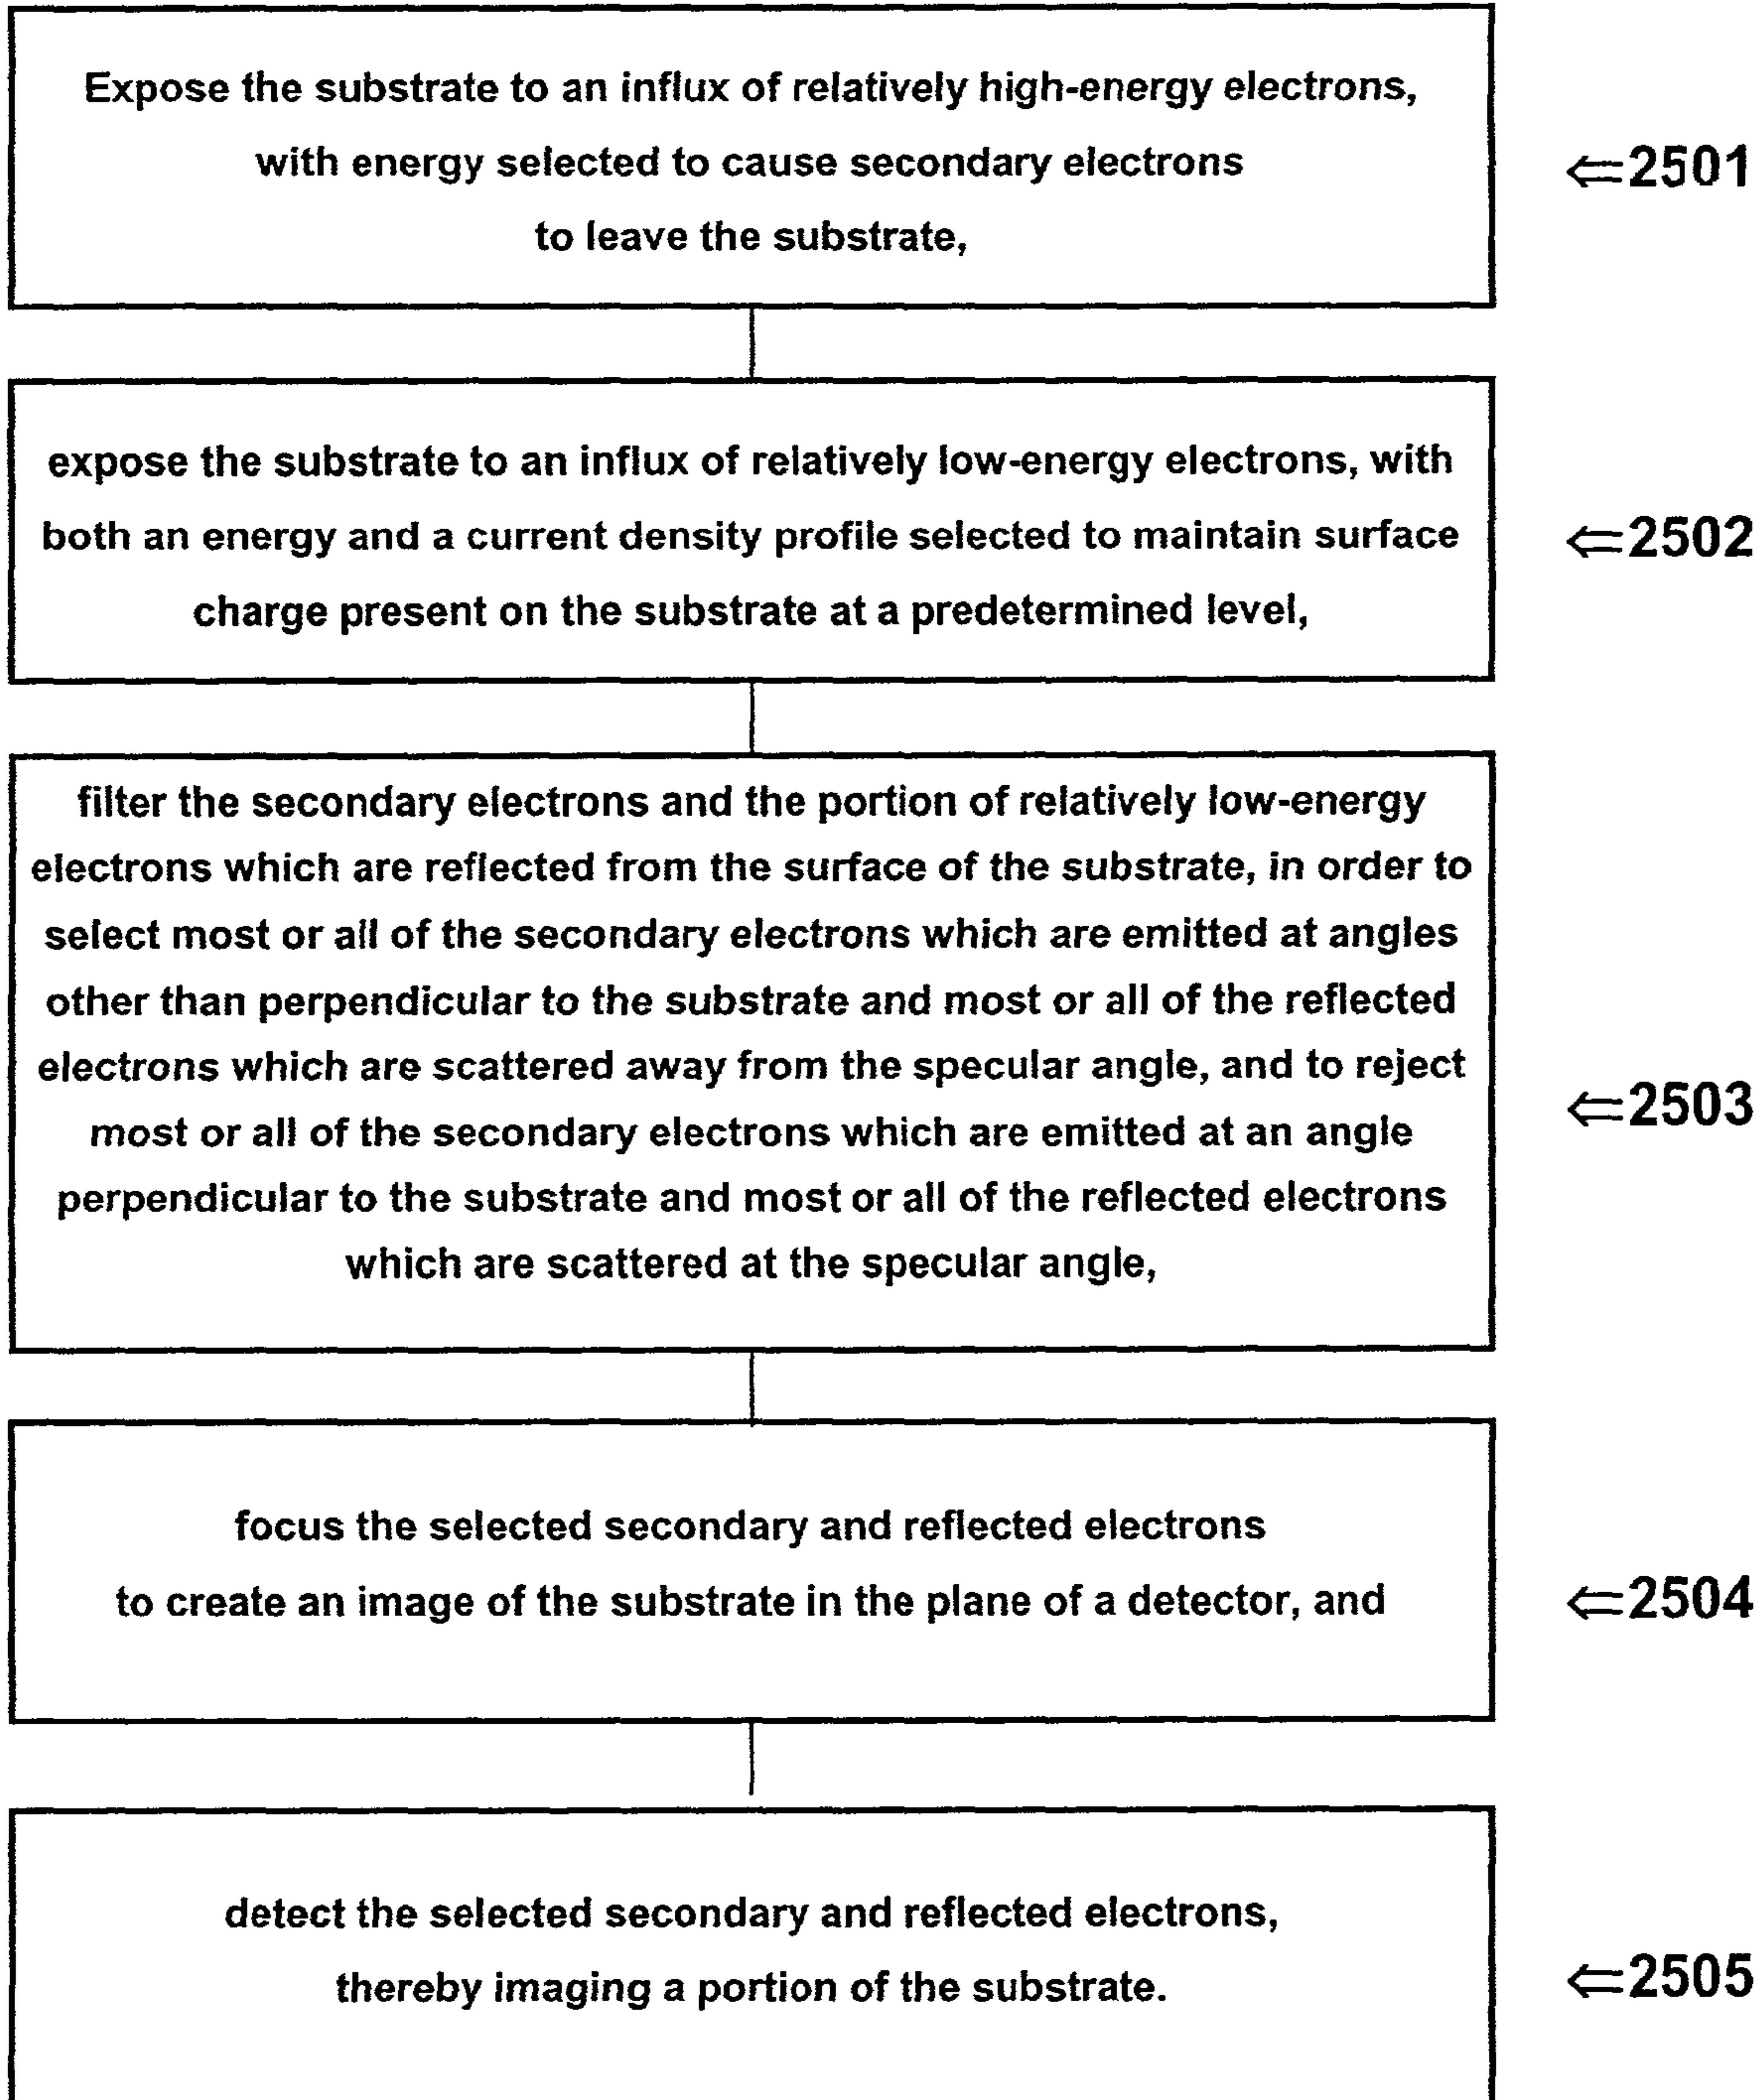 Expose the substrate to an influx of relatively high-energy electrons,
with energy selected to cause secondary electrons
to leave the substrate,
⇐2501
expose the substrate to an influx of relatively low-energy electrons, with
both an energy and a current density profile selected to maintain surface
charge present on the substrate at a predetermined level,
⇐2502
filter the secondary electrons and the portion of relatively low-energy
electrons which are reflected from the surface of the substrate, in order to
select most or all of the secondary electrons which are emitted at angles
other than perpendicular to the substrate and most or all of the reflected
electrons which are scattered away from the specular angle, and to reject
most or all of the secondary electrons which are emitted at an angle
perpendicular to the substrate and most or all of the reflected electrons
which are scattered at the specular angle,
⇐2503
focus the selected secondary and reflected electrons
to create an image of the substrate in the plane of a detector, and
⇐2504
detect the selected secondary and reflected electrons,
thereby imaging a portion of the substrate.
⇐2505